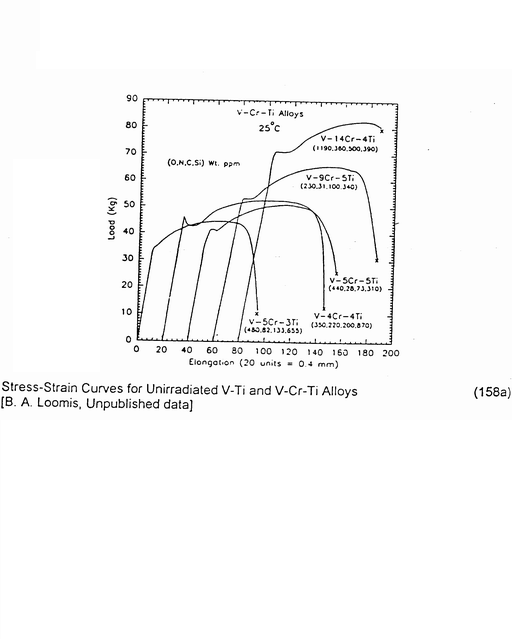 90
80
70
60
50
40
30
20
10
0
Load (Kg)
V-Cr-Ti Alloys
25°C
(O,N,C,Si) Wt. ppm
V-14Cr-4Ti
(1190,360,500,390)
V-9Cr-5Ti
(230,31,100,340)
V-5Cr-5Ti
(440,28,73,310)
V-4Cr-4Ti
(350,220,200,870)
V-5Cr-3Ti
0 20 40 60 80 100 120 140 160 180 200
Elongation (20 units = 0.4 mm)
Stress-Strain Curves for Unirradiated V-Ti and V-Cr-Ti Alloys (158a)
[B. A. Loomis, Unpublished data]